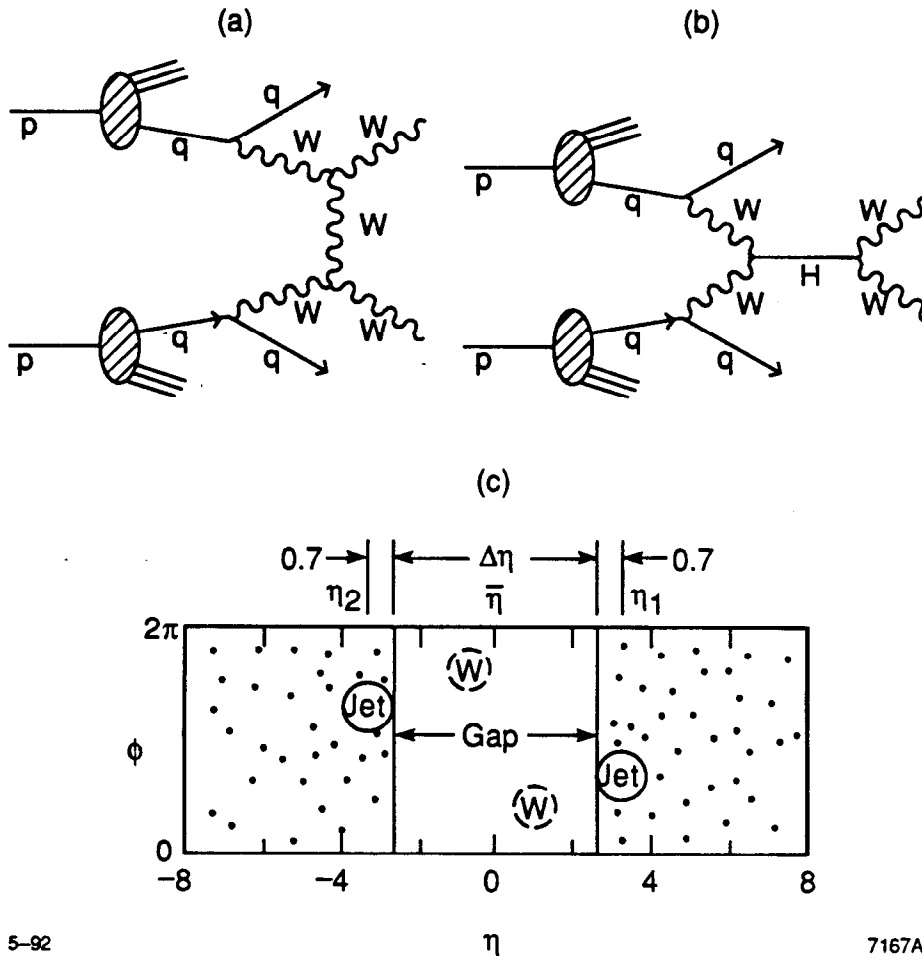 (a)
(b)
p
q
q
W
W
W
p
q
q
W
W
p
q
q
W
W
H
p
q
q
W
W
(c)
0.7
Δη
0.7
η2
η̅
η1
2π
W
Jet
Gap
ϕ
Jet
W
0
−8
−4
0
4
8
η
5–92
7167A